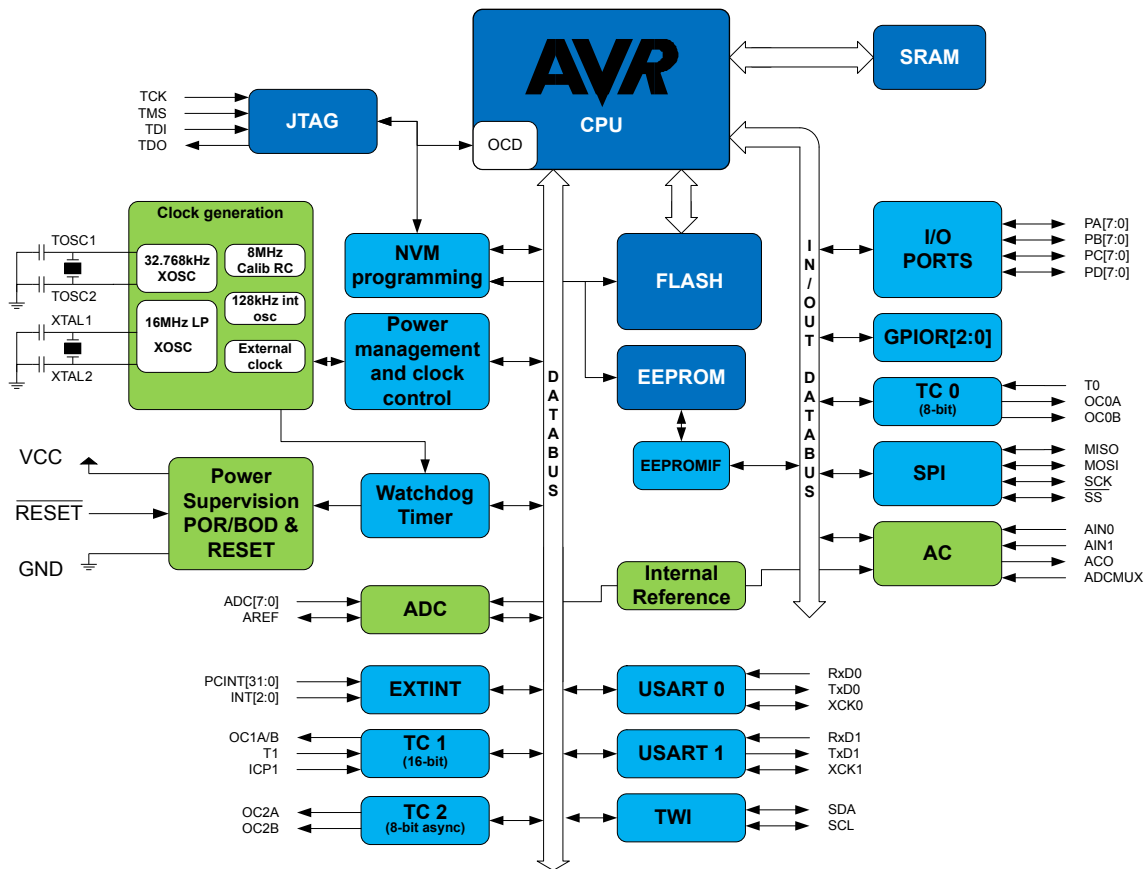 AVR
CPU
OCD
SRAM
TCK
TMS
TDI
TDO
JTAG
Clock generation
TOSC1
TOSC2
XTAL1
XTAL2
32.768kHz
XOSC
8MHz
Calib RC
128kHz int
osc
16MHz LP
XOSC
External
clock
NVM
programming
Power
management
and clock
control
FLASH
EEPROM
EEPROMIF
DATABUS
IN/OUT DATABUS
I/O
PORTS
PA[7:0]
PB[7:0]
PC[7:0]
PD[7:0]
GPIOR[2:0]
TC 0
(8-bit)
T0
OC0A
OC0B
SPI
MISO
MOSI
SCK
SS
AC
AIN0
AIN1
ACO
ADCMUX
VCC
RESET
GND
Power
Supervision
POR/BOD &
RESET
Watchdog
Timer
Internal
Reference
ADC[7:0]
AREF
ADC
PCINT[31:0]
INT[2:0]
EXTINT
USART 0
RxD0
TxD0
XCK0
OC1A/B
T1
ICP1
TC 1
(16-bit)
USART 1
RxD1
TxD1
XCK1
OC2A
OC2B
TC 2
(8-bit async)
TWI
SDA
SCL